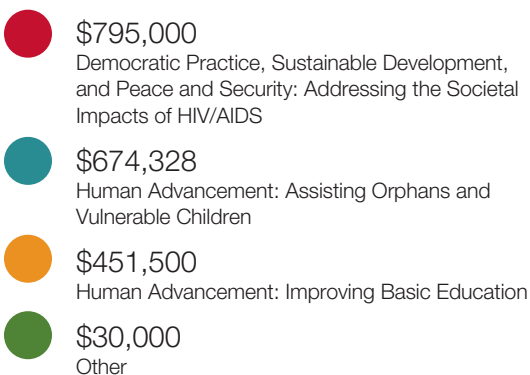 $795,000
Democratic Practice, Sustainable Development,
and Peace and Security: Addressing the Societal
Impacts of HIV/AIDS
$674,328
Human Advancement: Assisting Orphans and
Vulnerable Children
$451,500
Human Advancement: Improving Basic Education
$30,000
Other